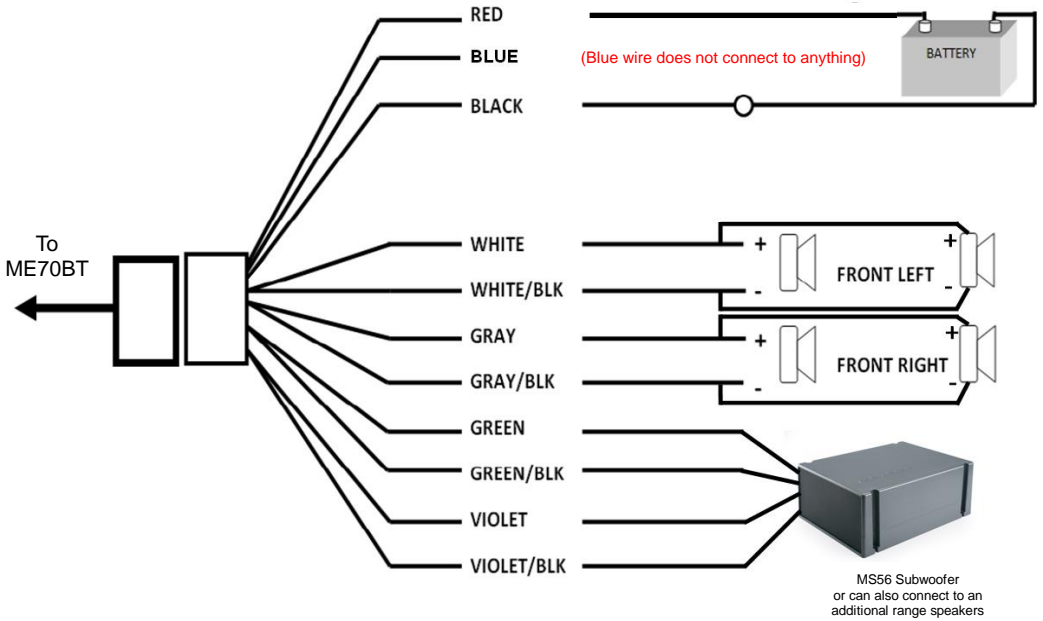 RED
BLUE
(Blue wire does not connect to anything)
BATTERY
BLACK
To
ME70BT
WHITE
+
+
FRONT LEFT
WHITE/BLK
-
-
GRAY
+
+
FRONT RIGHT
GRAY/BLK
-
-
GREEN
GREEN/BLK
VIOLET
VIOLET/BLK
MS56 Subwoofer
or can also connect to an
additional range speakers